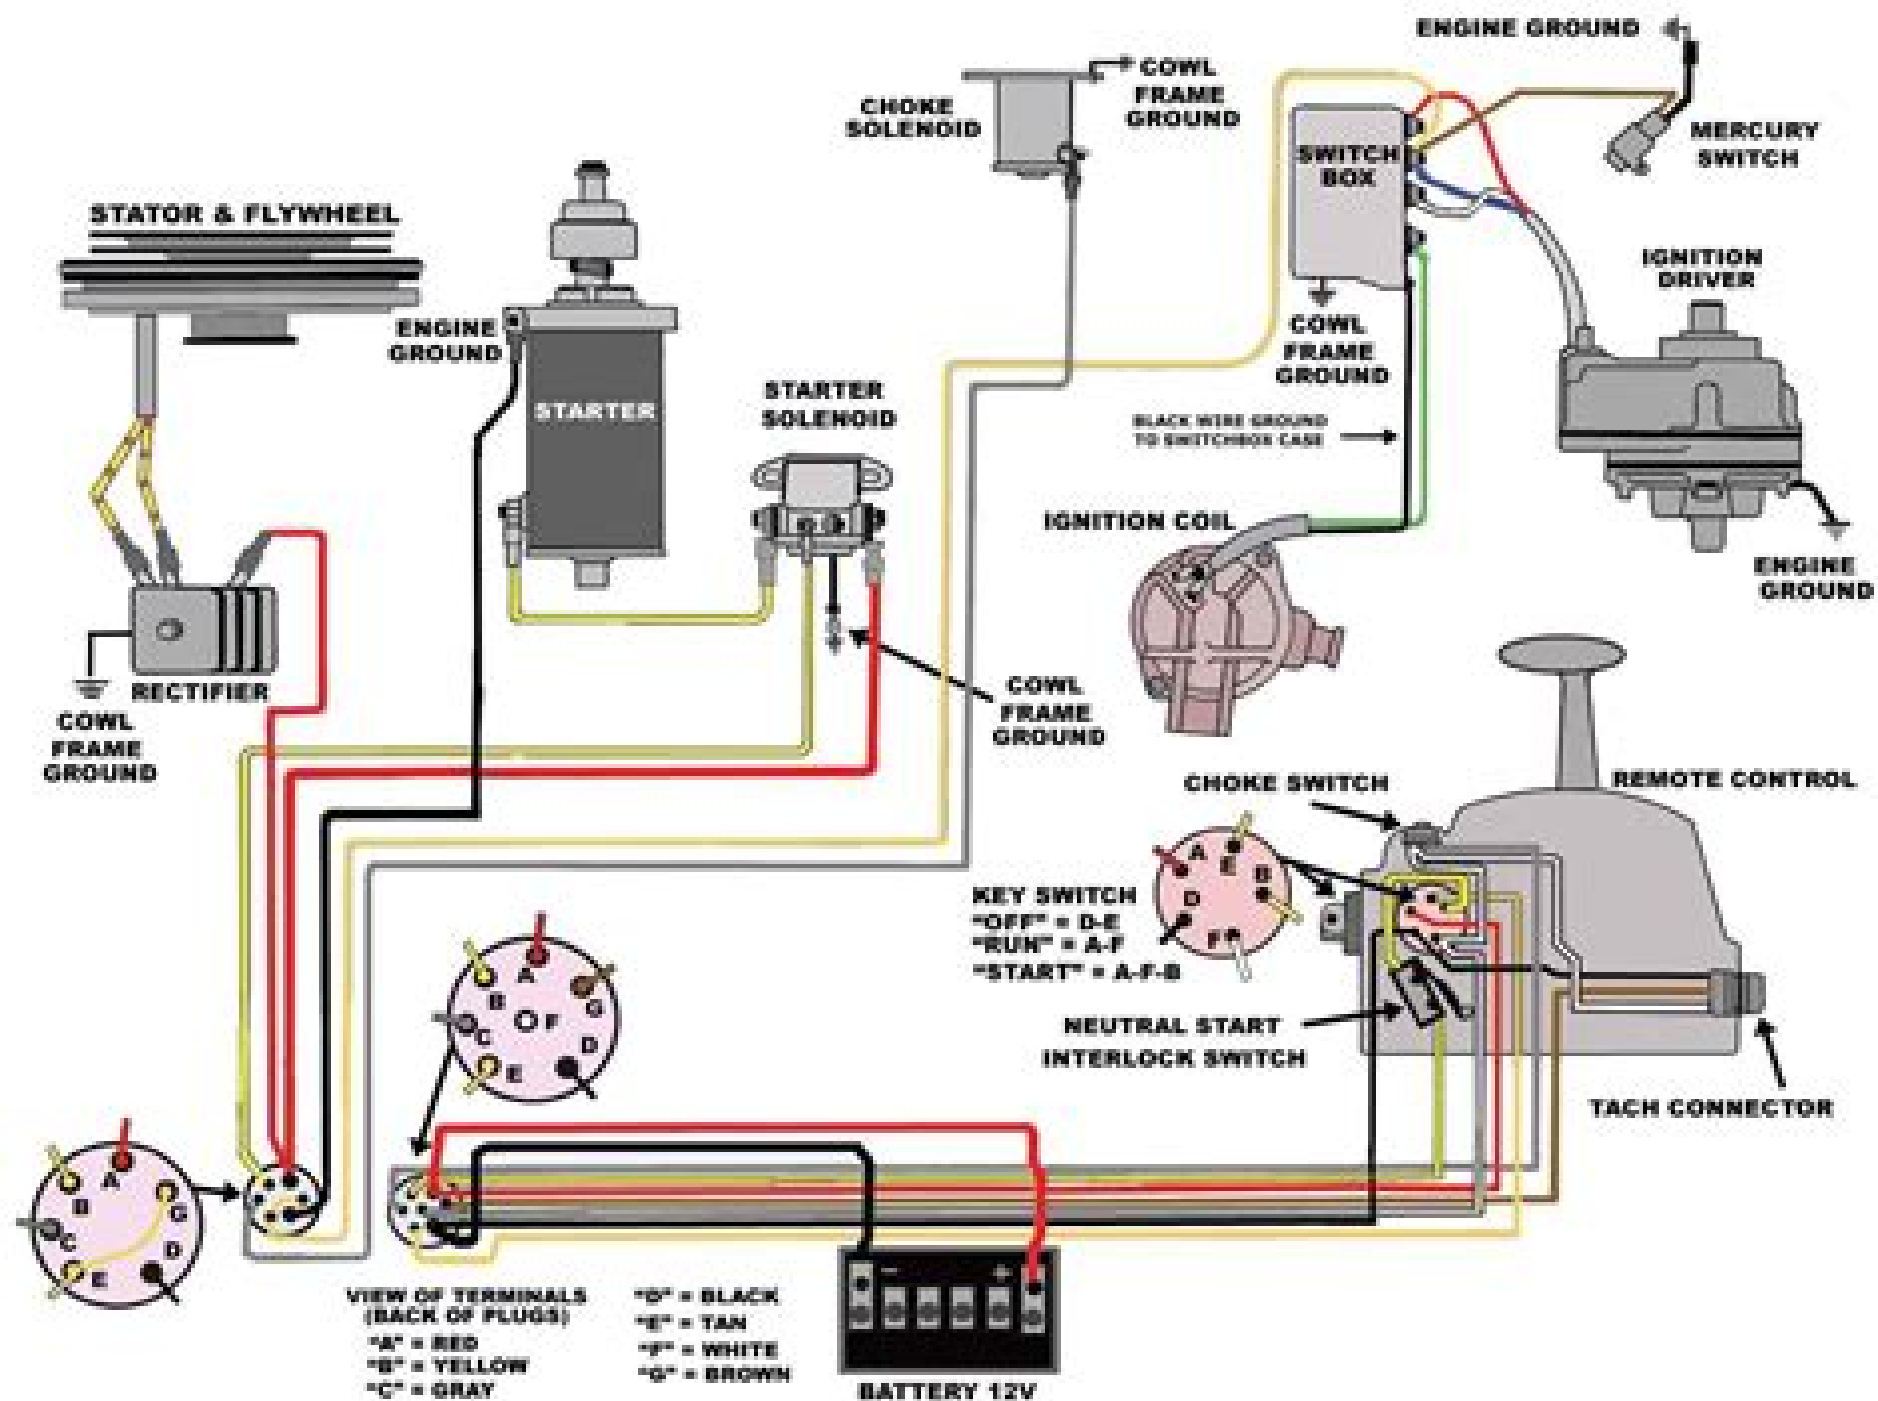 ENGINE GROUND
CHOKE
SOLENOID
COWL
FRAME
GROUND
SWITCH
BOX
MERCURY
SWITCH
STATOR & FLYWHEEL
IGNITION
DRIVER
ENGINE
GROUND
STARTER
STARTER
SOLENOID
COWL
FRAME
GROUND
BLACK WIRE GROUND
TO SWITCHBOX CASE
IGNITION COIL
ENGINE
GROUND
RECTIFIER
COWL
FRAME
GROUND
COWL
FRAME
GROUND
CHOKE SWITCH
REMOTE CONTROL
A
E
B
D
F
KEY SWITCH
"OFF" = D-E
"RUN" = A-F
"START" = A-F-B
A
B
G
C
F
D
E
NEUTRAL START
INTERLOCK SWITCH
TACH CONNECTOR
A
B
G
C
D
E
VIEW OF TERMINALS
(BACK OF PLUGS)
"A" = RED
"B" = YELLOW
"C" = GRAY
"D" = BLACK
"E" = TAN
"F" = WHITE
"G" = BROWN
- +
BATTERY 12V